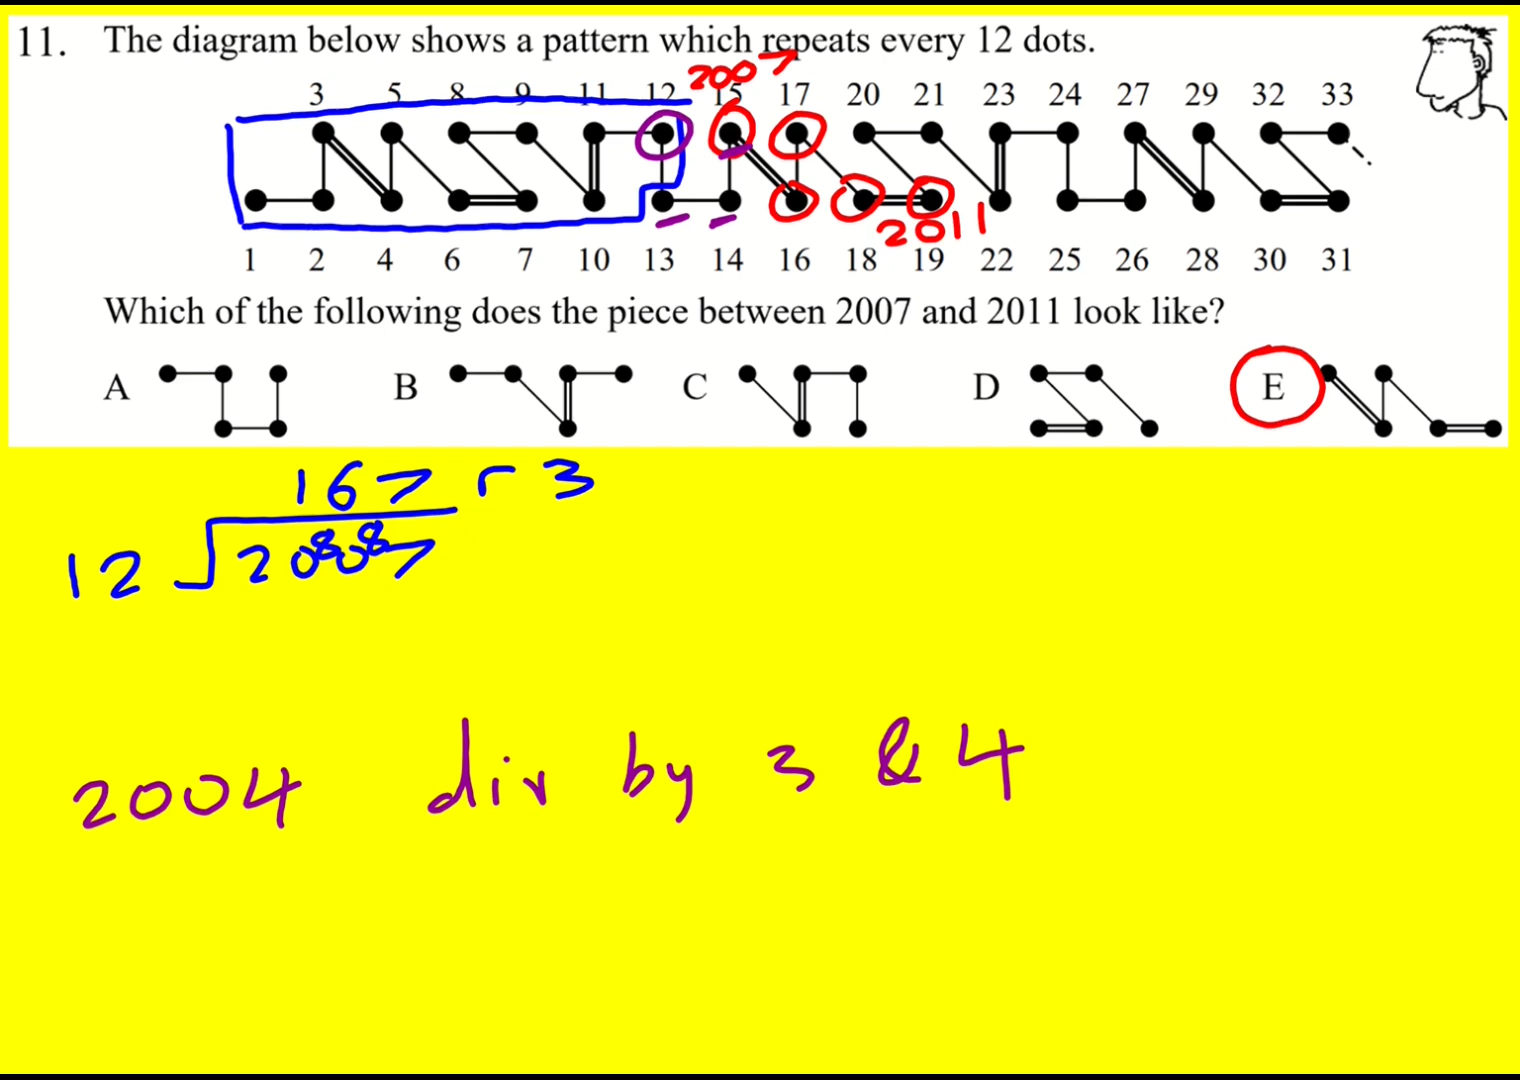 11. The diagram below shows a pattern which repeats every 12 dots.
2007
3 5 8 9 11 12 15 17 20 21 23 24 27 29 32 33
2011
1 2 4 6 7 10 13 14 16 18 19 22 25 26 28 30 31
Which of the following does the piece between 2007 and 2011 look like?
A B C D E
167 r 3
12 208087
2004 div by 3 & 4